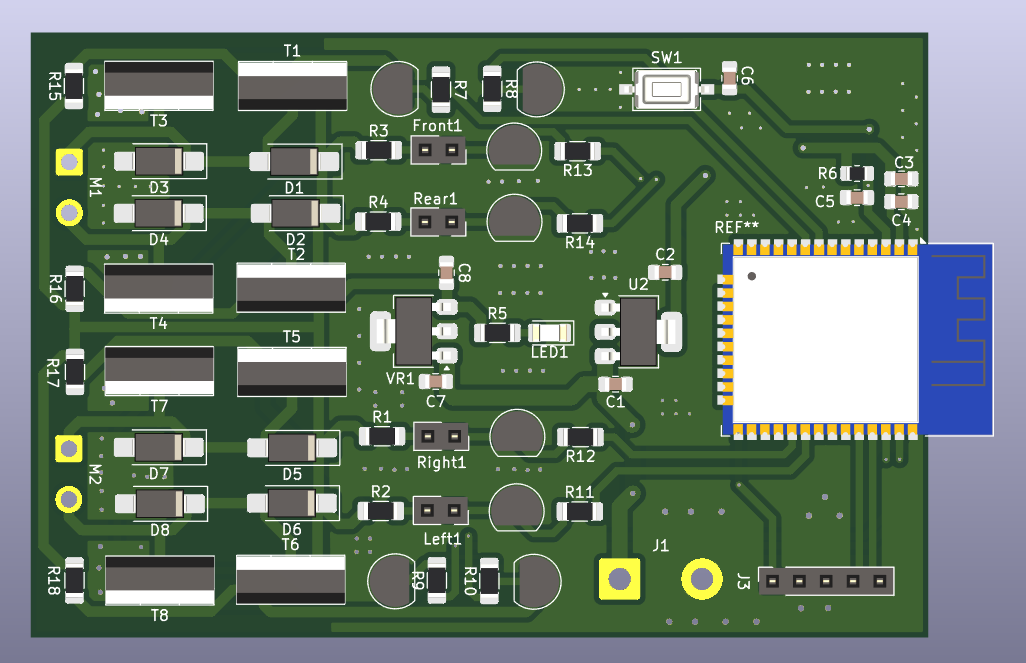 T1
SW1
R15
R7
R8
C6
T3
Front1
R3
R13
D3
D1
R6
C3
M1
Rear1
R4
C5
C4
D4
D2
R14
REF**
T2
C2
R16
C8
U2
R5
T4
T5
LED1
R17
VR1
C7
C1
T7
R1
Right1
R12
M2
D7
D5
R2
R11
D8
D6
Left1
T6
J1
R18
R9
R10
J3
T8